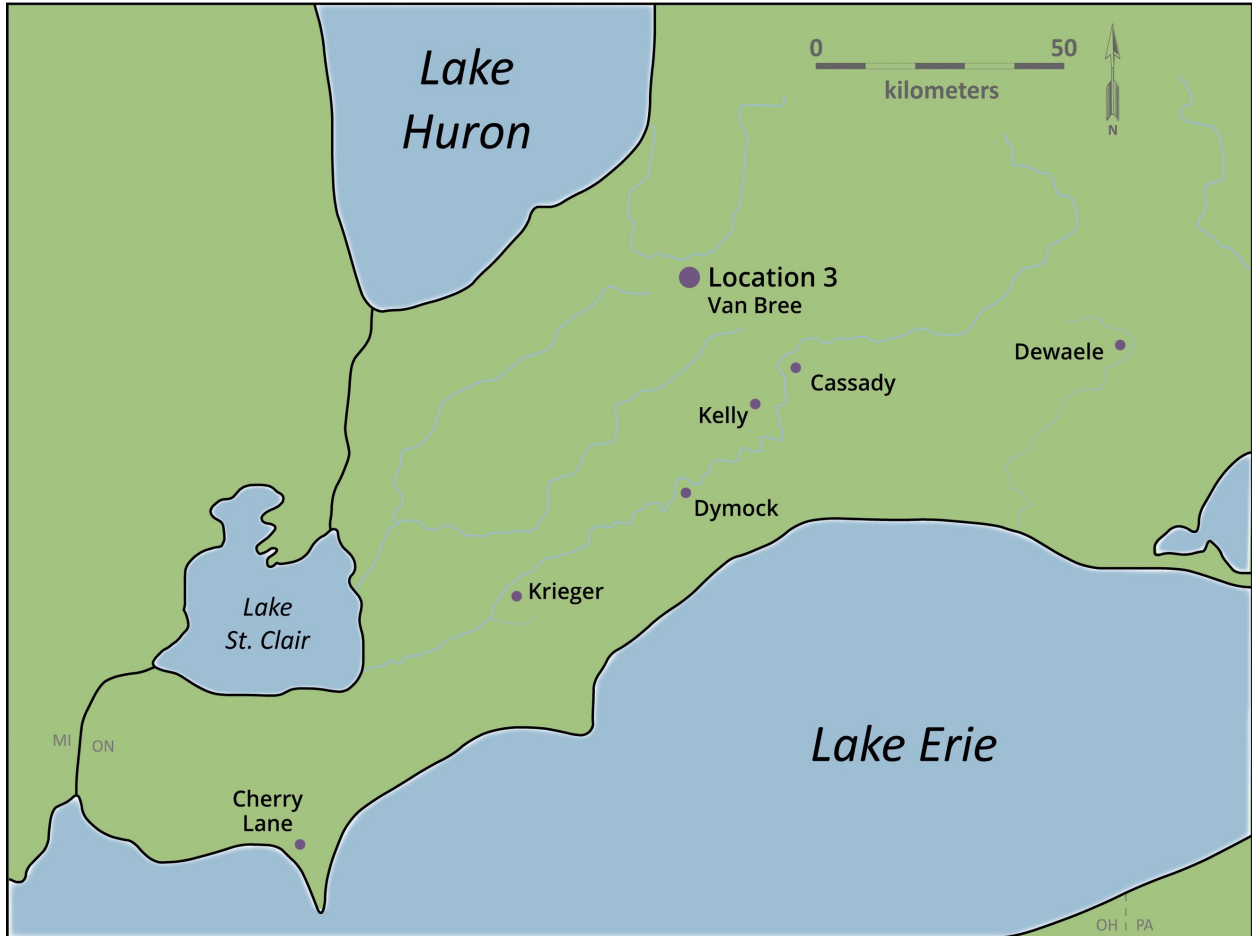 Lake
Huron
0 50
kilometers
N
Location 3
Van Bree
Dewaele
Cassady
Kelly
Dymock
Krieger
Lake
St. Clair
MI ON
Lake Erie
Cherry
Lane
OH PA